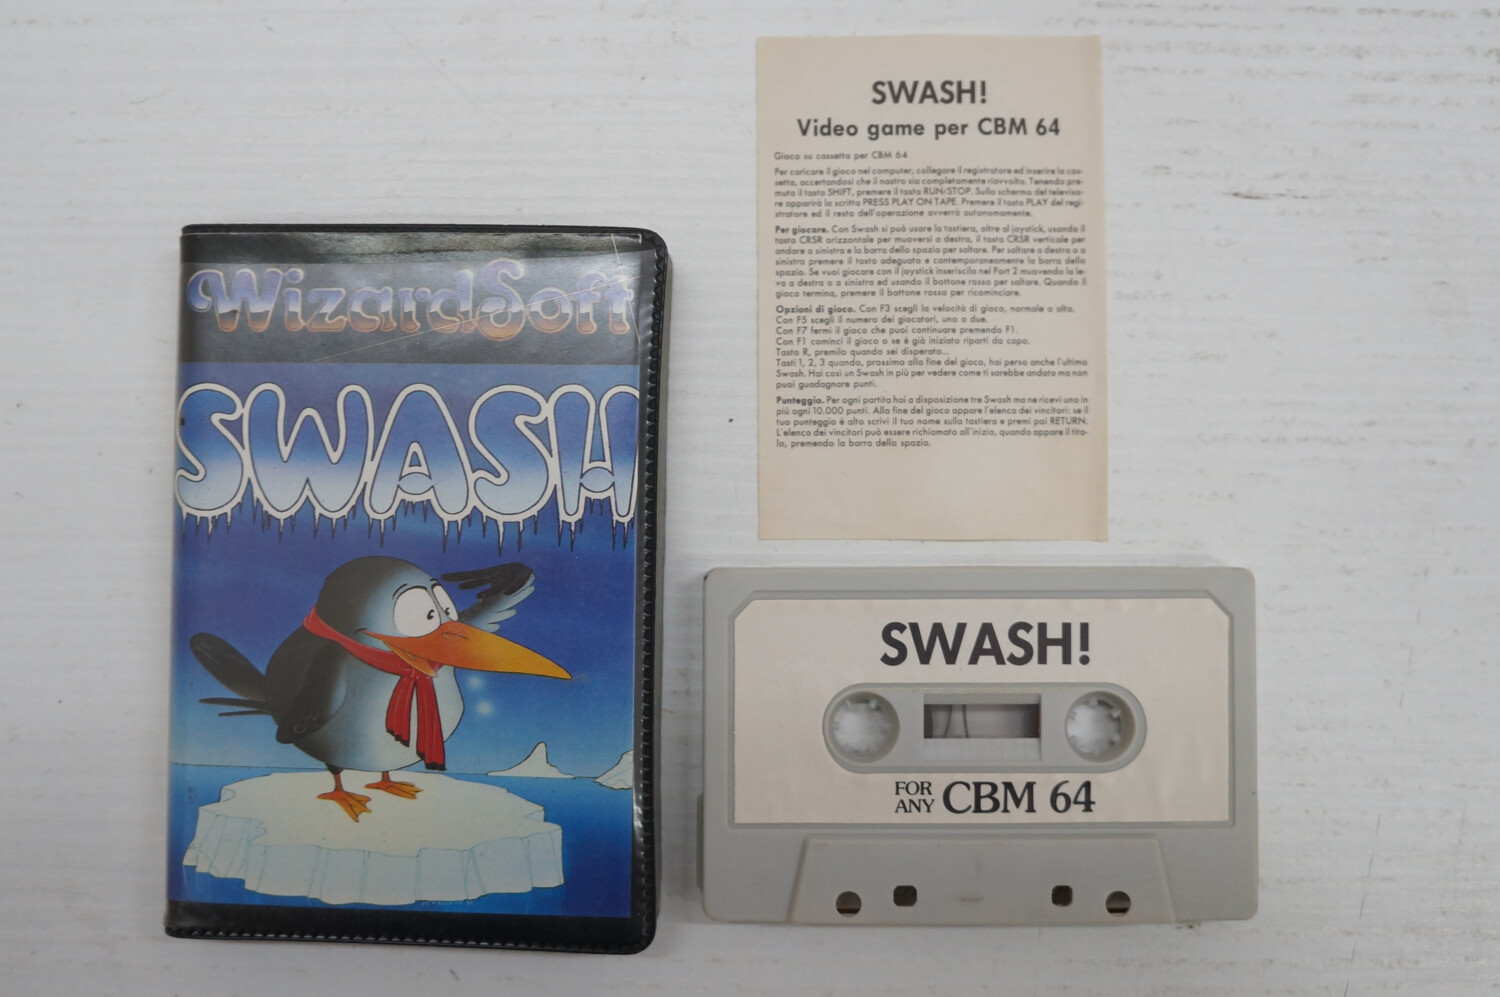 WizardSoft
SWASH
SWASH!
Video game per CBM 64
Gioco su cassetta per CBM 64
Per caricare il gioco nel computer, collegare il registratore ed inserire la cas-
setta, accertandosi che il nastro sia completamente riavvolto. Tenendo pre-
muto il tasto SHIFT, premere il tasto RUN/STOP. Sullo schermo del televiso-
re apparirà la scritta PRESS PLAY ON TAPE. Premere il tasto PLAY del regi-
stratore ed il resto dell'operazione avverrà autonomamente.
Per giocare. Con Swash si può usare la tastiera, oltre al joystick, usando il
tasto CRSR orizzontale per muoversi a destra, il tasto CRSR verticale per
andare a sinistra e la barra dello spazio per saltare. Per saltare a destra o a
sinistra premere il tasto adeguato e contemporaneamente la barra dello
spazio. Se vuoi giocare con il joystick inseriscilo nel Port 2 muovendo la le-
va a destra o a sinistra ed usando il bottone rosso per saltare. Quando il
gioco termina, premere il bottone rosso per ricominciare.
Opzioni di gioco. Con F3 scegli la velocità di gioco, normale o alta.
Con F5 scegli il numero dei giocatori, uno o due.
Con F7 fermi il gioco che puoi continuare premendo F1.
Con F1 cominci il gioco o se è già iniziato riparti da capo.
Tasto R, premilo quando sei disperato...
Tasti 1, 2, 3 quando, prossimo alla fine del gioco, hai perso anche l'ultimo
Swash. Hai così un Swash in più per vedere come ti sarebbe andata ma non
puoi guadagnare punti.
Punteggio. Per ogni partita hai a disposizione tre Swash ma ne ricevi uno in
più ogni 10.000 punti. Alla fine del gioco appare l'elenco dei vincitori: se il
tuo punteggio è alto scrivi il tuo nome sulla tastiera e premi poi RETURN.
L'elenco dei vincitori può essere richiamato all'inizio, quando appare il tito-
lo, premendo la barra dello spazio.
SWASH!
FOR
ANY CBM 64